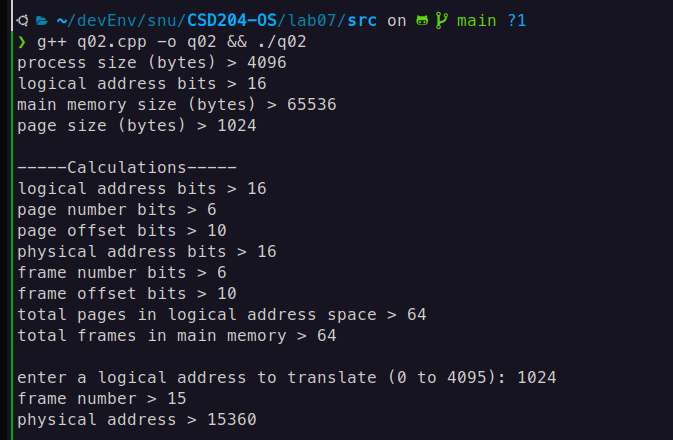 ~/devEnv/snu/CSD204-OS/lab07/src on main ?1
❯ g++ q02.cpp -o q02 && ./q02
process size (bytes) > 4096
logical address bits > 16
main memory size (bytes) > 65536
page size (bytes) > 1024
-----Calculations-----
logical address bits > 16
page number bits > 6
page offset bits > 10
physical address bits > 16
frame number bits > 6
frame offset bits > 10
total pages in logical address space > 64
total frames in main memory > 64
enter a logical address to translate (0 to 4095): 1024
frame number > 15
physical address > 15360